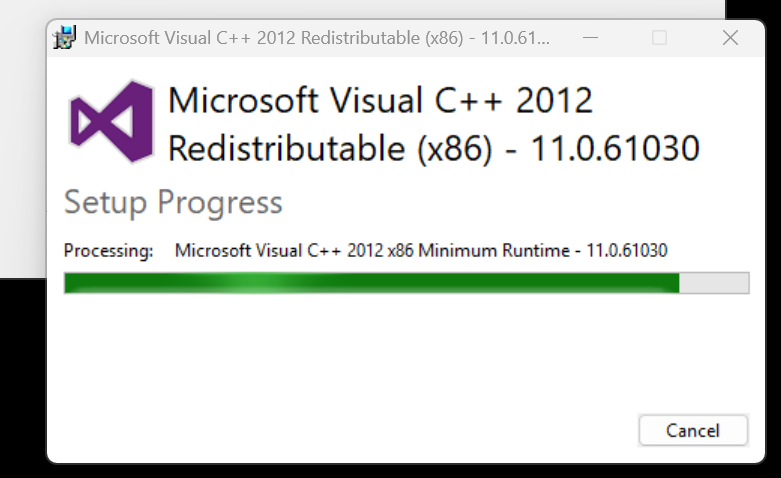 Microsoft Visual C++ 2012 Redistributable (x86) - 11.0.61...
Microsoft Visual C++ 2012
Redistributable (x86) - 11.0.61030
Setup Progress
Processing: Microsoft Visual C++ 2012 x86 Minimum Runtime - 11.0.61030
Cancel